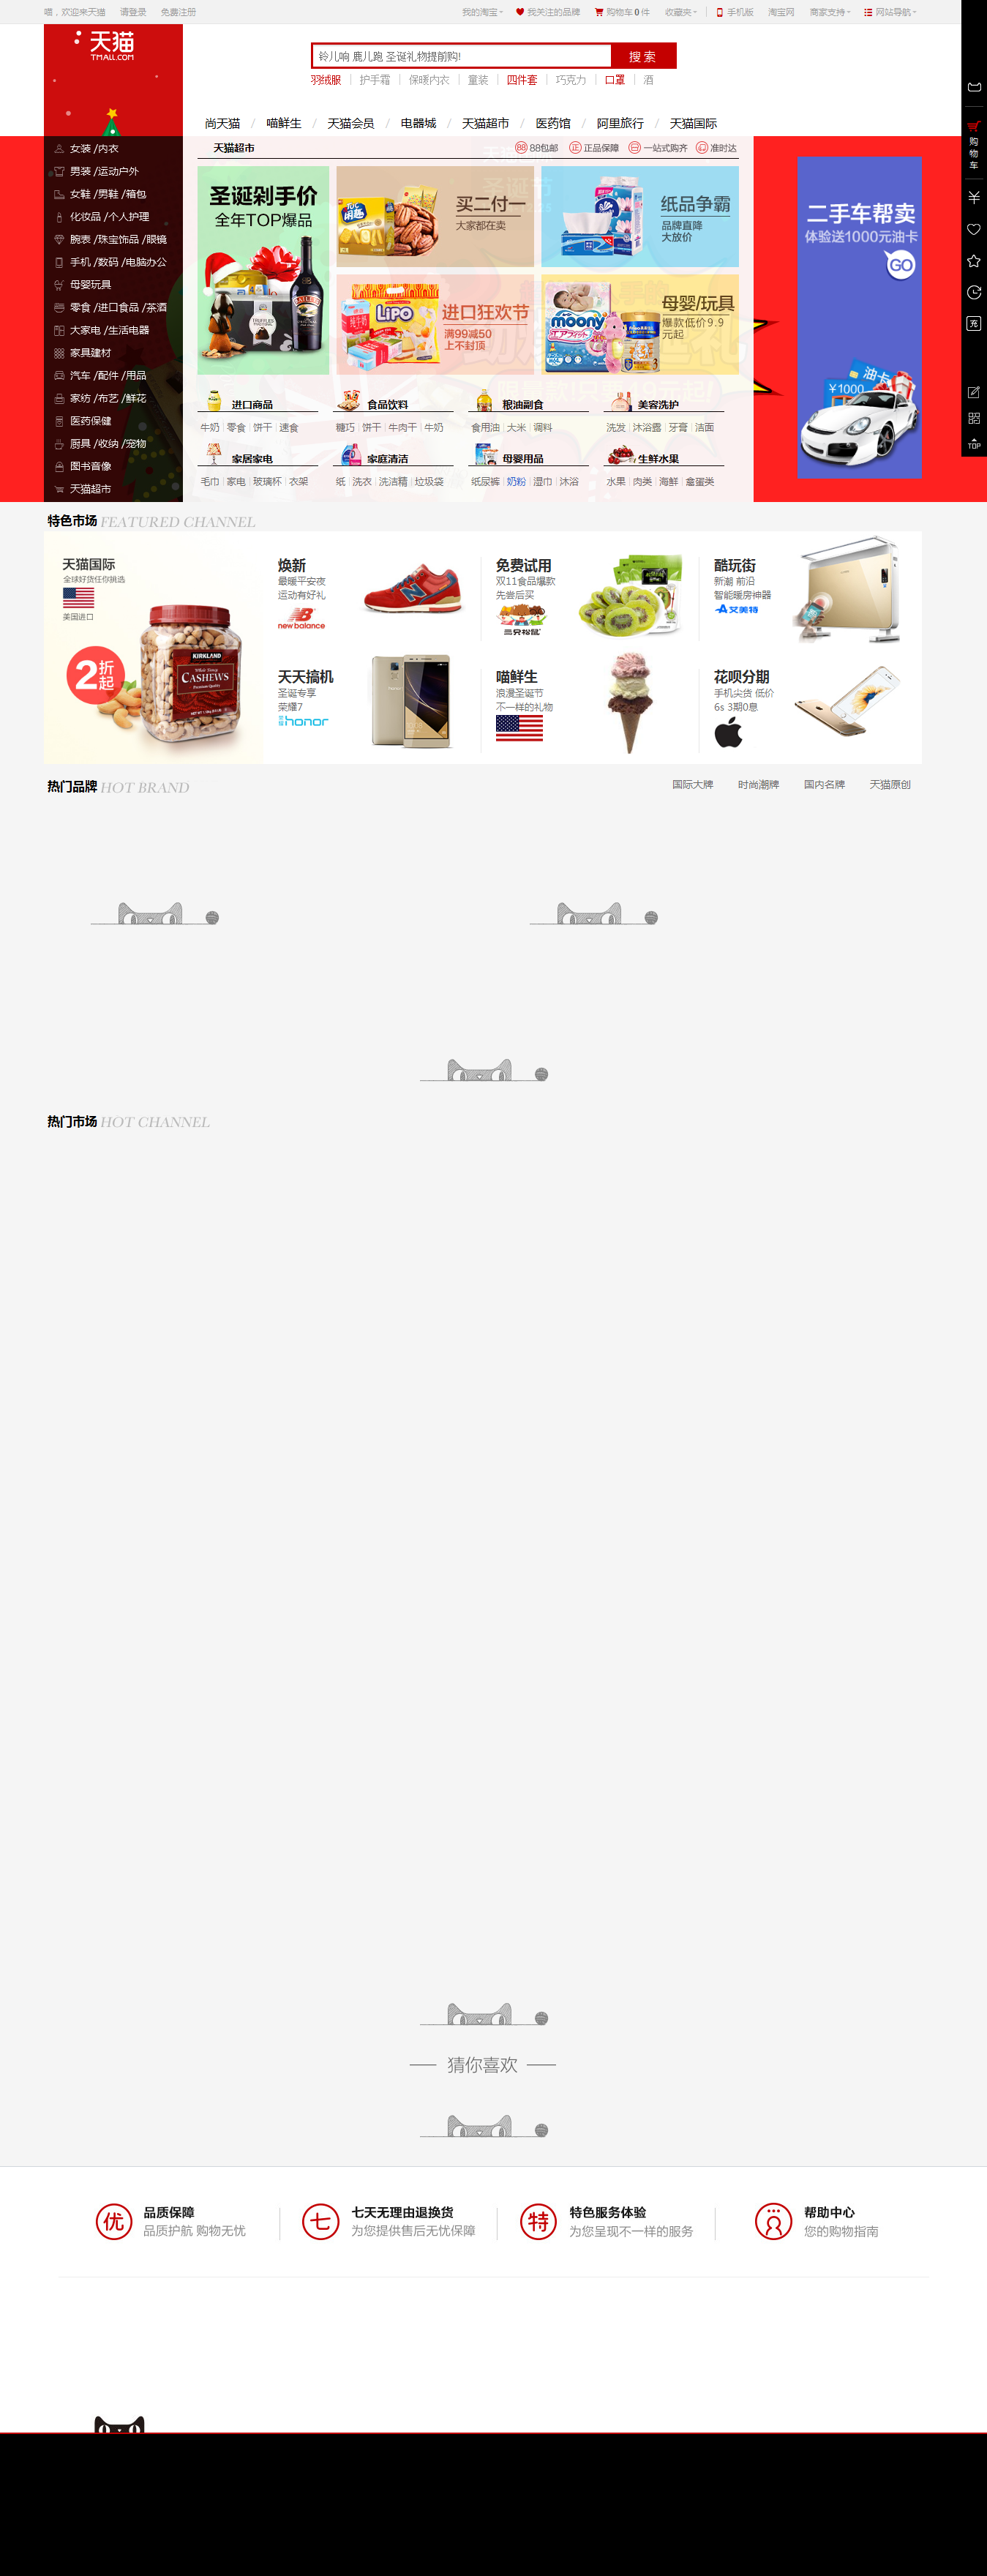 喵，欢迎来天猫 请登录 免费注册 我的淘宝 我关注的品牌 购物车0件 收藏夹 手机版 淘宝网 商家支持 网站导航
天猫
TMALL.COM
铃儿响 鹿儿跑 圣诞礼物提前购! 搜 索
羽绒服 护手霜 保暖内衣 童装 四件套 巧克力 口罩 酒
尚天猫 / 喵鲜生 / 天猫会员 / 电器城 / 天猫超市 / 医药馆 / 阿里旅行 / 天猫国际
购物车
充
TOP
女装 /内衣
男装 /运动户外
女鞋 /男鞋 /箱包
化妆品 /个人护理
腕表 /珠宝饰品 /眼镜
手机 /数码 /电脑办公
母婴玩具
零食 /进口食品 /茶酒
大家电 /生活电器
家具建材
汽车 /配件 /用品
家纺 /布艺 /鲜花
医药保健
厨具 /收纳 /宠物
图书音像
天猫超市
天猫超市 88 88包邮 正 正品保障 一站式购齐 准时达
圣诞剁手价
全年TOP爆品
BAILEYS
买二付一
大家都在卖
纸品争霸
品牌直降
大放价
LIPO
进口狂欢节
满99减50
上不封顶
moony
母婴/玩具
爆款低价9.9
元起
二手车帮卖
体验送1000元油卡
GO
油卡
¥1000
进口商品 食品饮料 粮油副食 美容洗护
牛奶 零食 饼干 速食 糖巧 饼干 牛肉干 牛奶 食用油 大米 调料 洗发 沐浴露 牙膏 洁面
家居家电 家庭清洁 母婴用品 生鲜水果
毛巾 家电 玻璃杯 衣架 纸 洗衣 洗洁精 垃圾袋 纸尿裤 奶粉 湿巾 沐浴 水果 肉类 海鲜 禽蛋类
特色市场 FEATURED CHANNEL
天猫国际
全球好货任你挑选
美国进口
2折起
KIRKLAND
CASHEWS
焕新
最暖平安夜
运动有好礼
new balance
免费试用
双11食品爆款
先尝后买
三只松鼠
酷玩街
新潮 前沿
智能暖房神器
艾美特
天天搞机
圣诞专享
荣耀7
honor
喵鲜生
浪漫圣诞节
不一样的礼物
花呗分期
手机尖货 低价
6s 3期0息
热门品牌 HOT BRAND 国际大牌 时尚潮牌 国内名牌 天猫原创
热门市场 HOT CHANNEL
猜你喜欢
优 品质保障
品质护航 购物无忧
七 七天无理由退换货
为您提供售后无忧保障
特 特色服务体验
为您呈现不一样的服务
帮助中心
您的购物指南